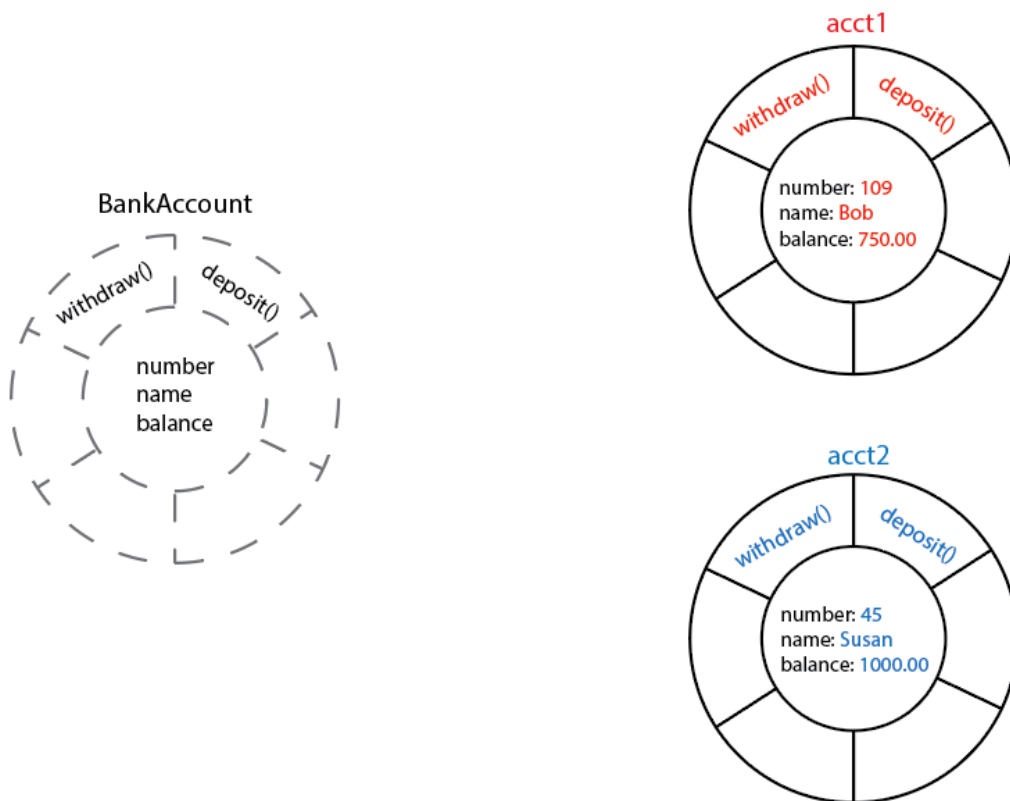 BankAccount
withdraw()
deposit()
number
name
balance
acct1
withdraw()
deposit()
number: 109
name: Bob
balance: 750.00
acct2
withdraw()
deposit()
number: 45
name: Susan
balance: 1000.00